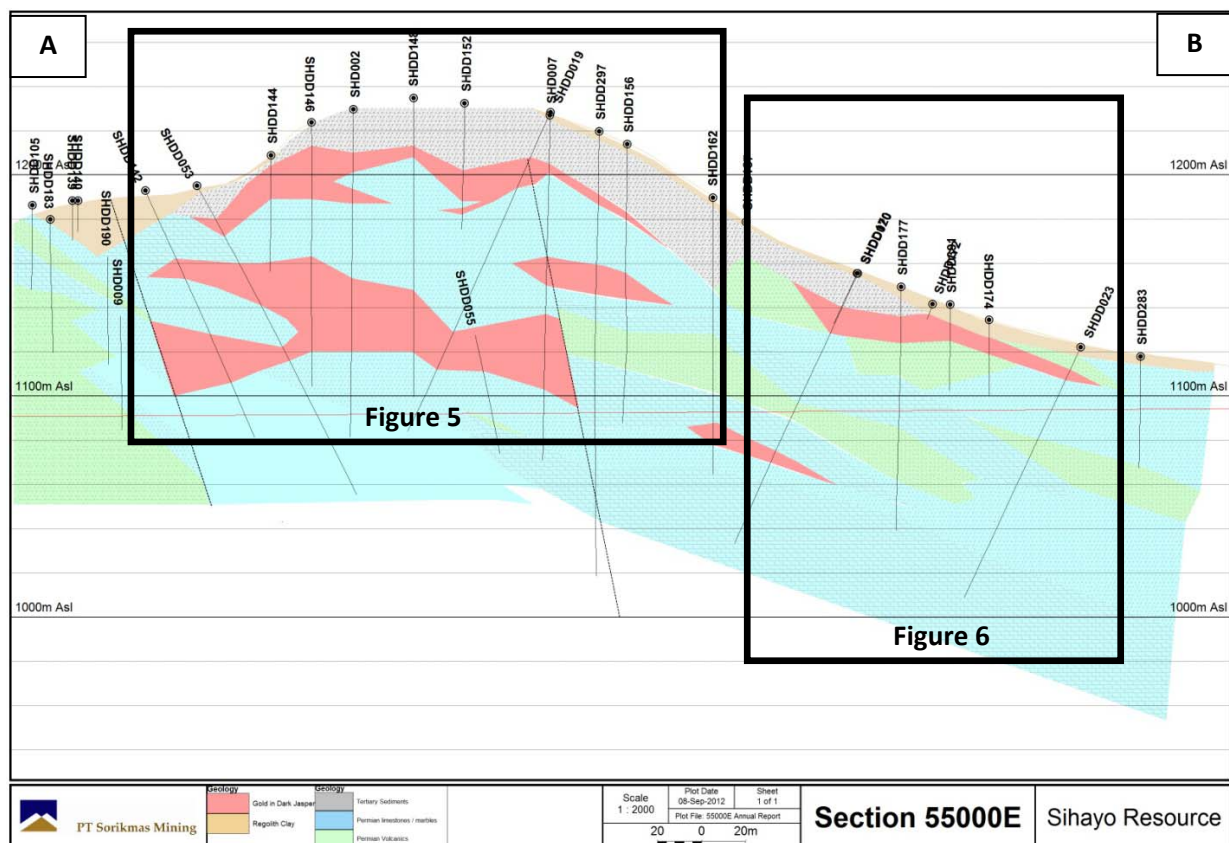 A
B
SHDD105
SHDD183
SHDD190
SHD009
SHDD053
SHDD144
SHDD146
SHD002
SHDD148
SHDD152
SHDD055
SHD007
SHDD019
SHDD297
SHDD156
SHDD162
SHDD177
SHDD174
SHDD023
SHDD283
1200m Asl
1200m Asl
1100m Asl
1100m Asl
1000m Asl
1000m Asl
Figure 5
Figure 6
PT Sorikmas Mining
Geology
Gold in Dark Jasper
Regolith Clay
Geology
Tertiary Sediments
Permian limestones / marbles
Permian Volcanics
Scale
1 : 2000
Plot Date
08-Sep-2012
Sheet
1 of 1
Plot File: 55000E Annual Report
20 0 20m
Section 55000E
Sihayo Resource